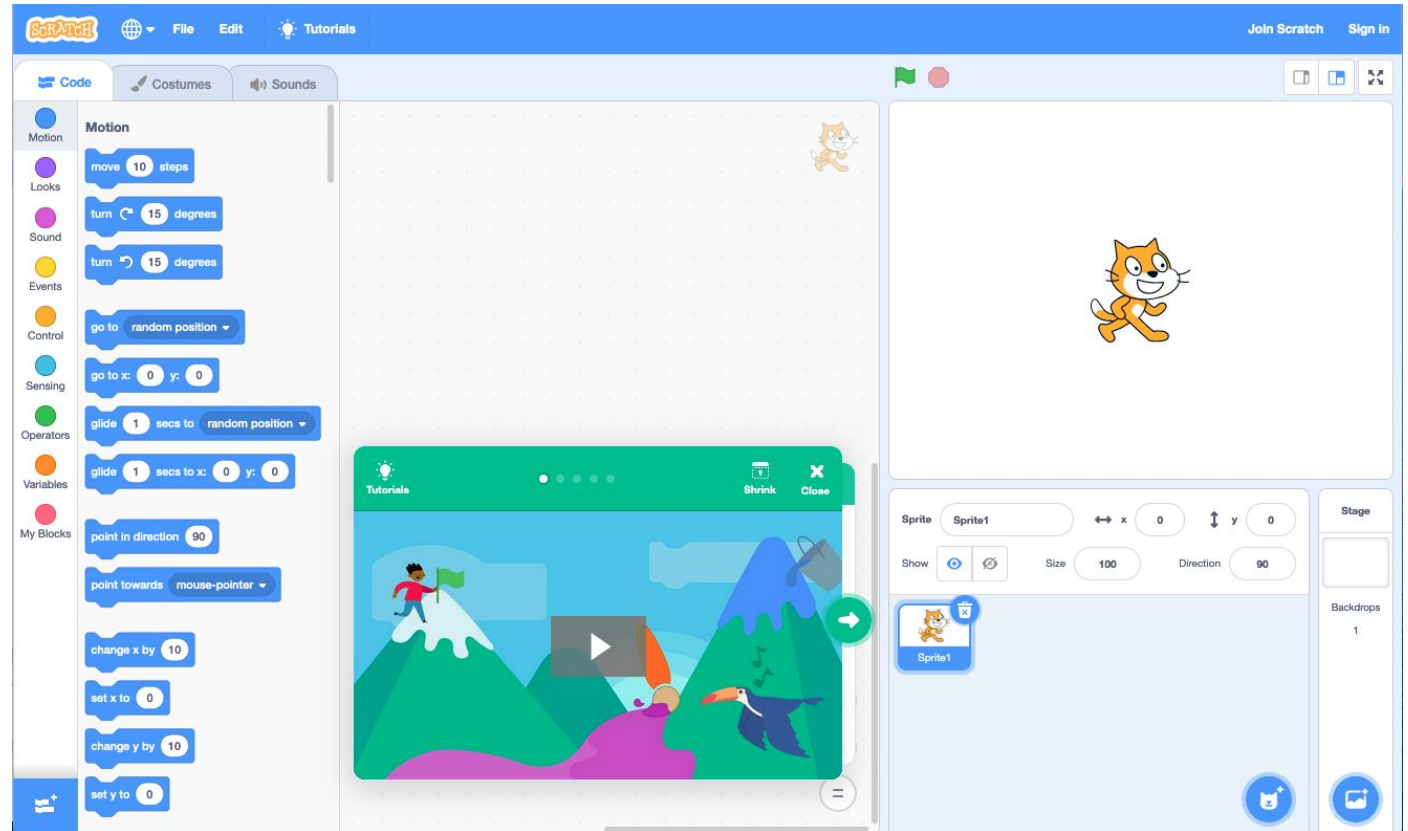 SCRATCH
File
Edit
Tutorials
Join Scratch
Sign in
Code
Costumes
Sounds
Motion
Looks
Sound
Events
Control
Sensing
Operators
Variables
My Blocks
Motion
move 10 steps
turn 15 degrees
turn 15 degrees
go to random position
go to x: 0 y: 0
glide 1 secs to random position
glide 1 secs to x: 0 y: 0
point in direction 90
point towards mouse-pointer
change x by 10
set x to 0
change y by 10
set y to 0
Tutorials
Shrink
Close
Sprite Sprite1 x 0 y 0
Show Size 100 Direction 90
Sprite1
Stage
Backdrops
1